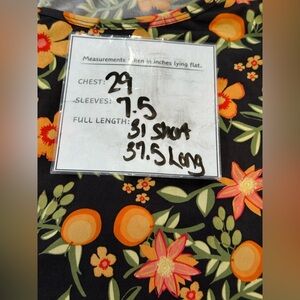 Measurements taken in inches lying flat.
CHEST: 29
SLEEVES: 7.5
FULL LENGTH: 31 Short
37.5 Long